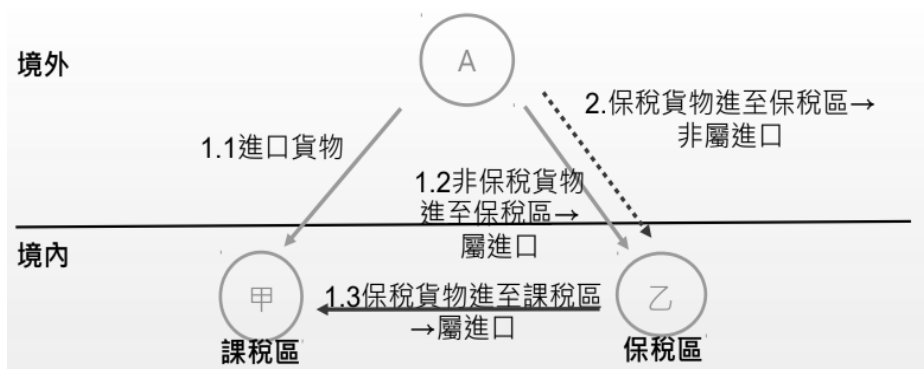 A
境外
2.保稅貨物進至保稅區→
非屬進口
1.1進口貨物
1.2非保稅貨物
進至保稅區→
屬進口
境內
甲
1.3保稅貨物進至課稅區
→屬進口
乙
課稅區
保稅區